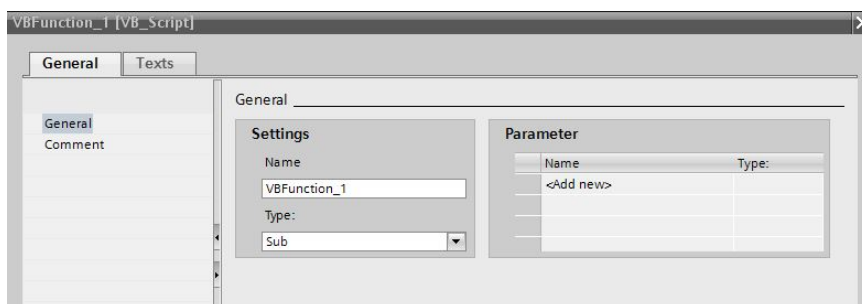 VBFunction_1 [VB_Script]
General Texts
General
Comment
General
Settings
Name
VBFunction_1
Type:
Sub
Parameter
Name Type:
<Add new>